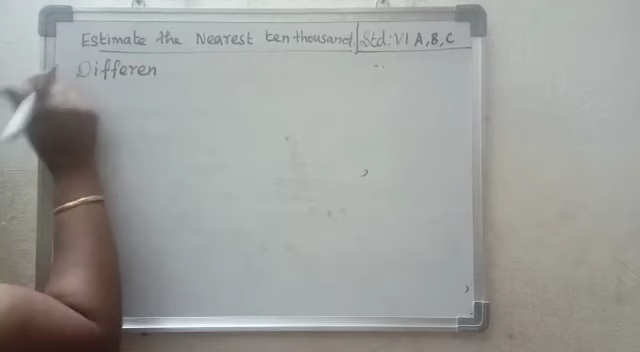 Estimate the Nearest ten thousand Std: VI A, B, C
Differen